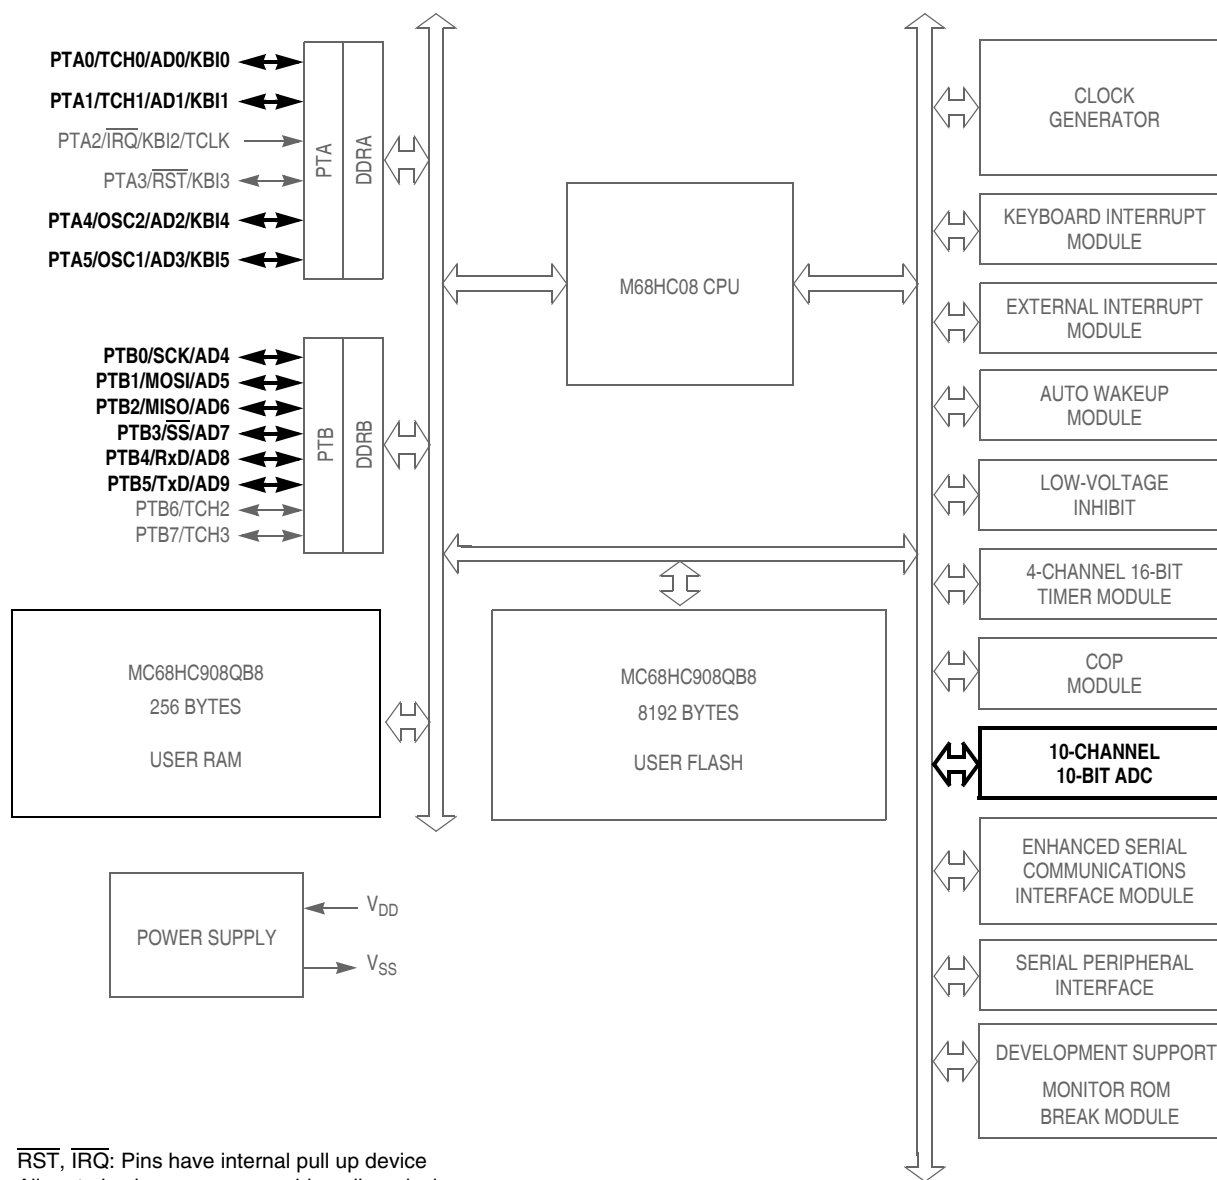 PTA0/TCH0/AD0/KBI0
PTA1/TCH1/AD1/KBI1
PTA2/IRQ/KBI2/TCLK
PTA3/RST/KBI3
PTA4/OSC2/AD2/KBI4
PTA5/OSC1/AD3/KBI5
PTA
DDRA
PTB0/SCK/AD4
PTB1/MOSI/AD5
PTB2/MISO/AD6
PTB3/SS/AD7
PTB4/RxD/AD8
PTB5/TxD/AD9
PTB6/TCH2
PTB7/TCH3
PTB
DDRB
M68HC08 CPU
MC68HC908QB8
256 BYTES
USER RAM
MC68HC908QB8
8192 BYTES
USER FLASH
POWER SUPPLY
VDD
VSS
CLOCK
GENERATOR
KEYBOARD INTERRUPT
MODULE
EXTERNAL INTERRUPT
MODULE
AUTO WAKEUP
MODULE
LOW-VOLTAGE
INHIBIT
4-CHANNEL 16-BIT
TIMER MODULE
COP
MODULE
10-CHANNEL
10-BIT ADC
ENHANCED SERIAL
COMMUNICATIONS
INTERFACE MODULE
SERIAL PERIPHERAL
INTERFACE
DEVELOPMENT SUPPORT
MONITOR ROM
BREAK MODULE
RST, IRQ: Pins have internal pull up device